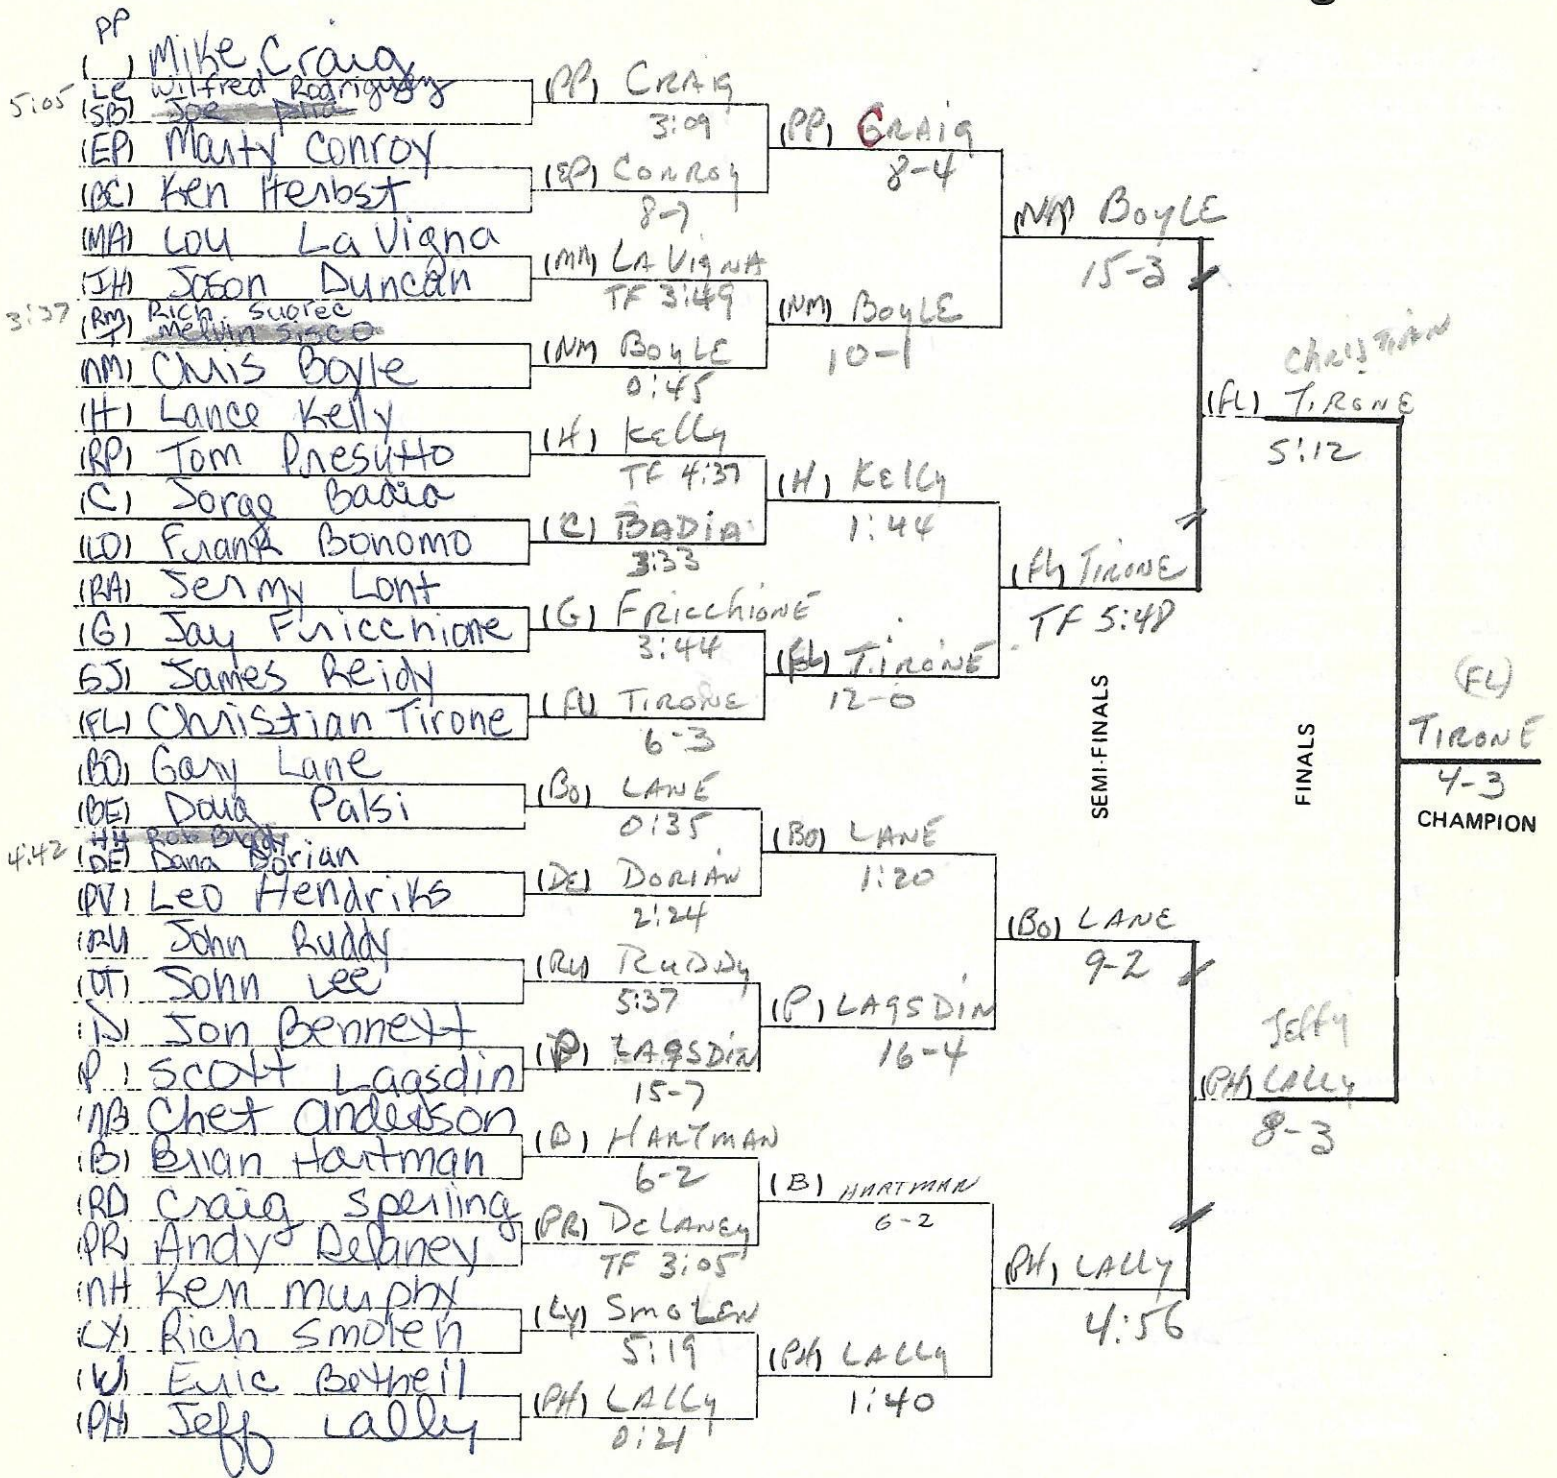 PP
( ) Mike Craig
5:05
LC Wilfred Rodriguez
(SB) Joe
(EP) Marty Conroy
(BC) Ken Herbst
(MA) Lou LaVigna
(JH) Jason Duncan
3:37
(RM) Rich Suorec
Melvin Sisco
(NM) Chris Boyle
(H) Lance Kelly
(RP) Tom Presutto
(C) Jorge Badia
(LO) Frank Bonomo
(RA) Jermy Lont
(G) Jay Fricchione
SJ) James Reidy
(FL) Christian Tirone
(BO) Gary Lane
(BE) Doug Palsi
4:42
HH Rob
(DE) Dana Dorian
(PV) Leo Hendriks
(RU John Ruddy
(OT) John Lee
(D) Jon Bennett
(P) Scott Lagsdin
(NB Chet Anderson
(B) Brian Hartman
(RD Craig Sperling
(PR) Andy Delaney
(NH Ken Murphy
(LY) Rich Smolen
(W) Eric Betheil
(PH) Jeff Lally
(PP) CRAIG
3:09
(EP) CONROY
8-7
(MA) LAVIGNA
TF 3:49
(NM BOYLE
0:45
(H) KELLY
TF 4:37
(C) BADIA
3:33
(G) FRICCHIONE
3:44
(FL) TIRONE
6-3
(BO) LANE
0:35
(DE) DORIAN
2:24
(RU) RUDDY
5:37
(P) LAGSDIN
15-7
(B) HARTMAN
6-2
(PR) DELANEY
TF 3:05
(LY) SMOLEN
5:19
(PH) LALLY
0:21
(PP) CRAIG
8-4
(NM) BOYLE
10-1
(H) KELLY
1:44
(FL) TIRONE
12-0
(BO) LANE
1:20
(P) LAGSDIN
16-4
(B) HARTMAN
6-2
(PH) LALLY
1:40
(NM) BOYLE
15-3
(FL) TIRONE
TF 5:48
(BO) LANE
9-2
(PH) LALLY
4:56
SEMI-FINALS
CHRISTIAN
(FL) TIRONE
5:12
JEFFY
(PH) LALLY
8-3
FINALS
(FL)
TIRONE
4-3
CHAMPION